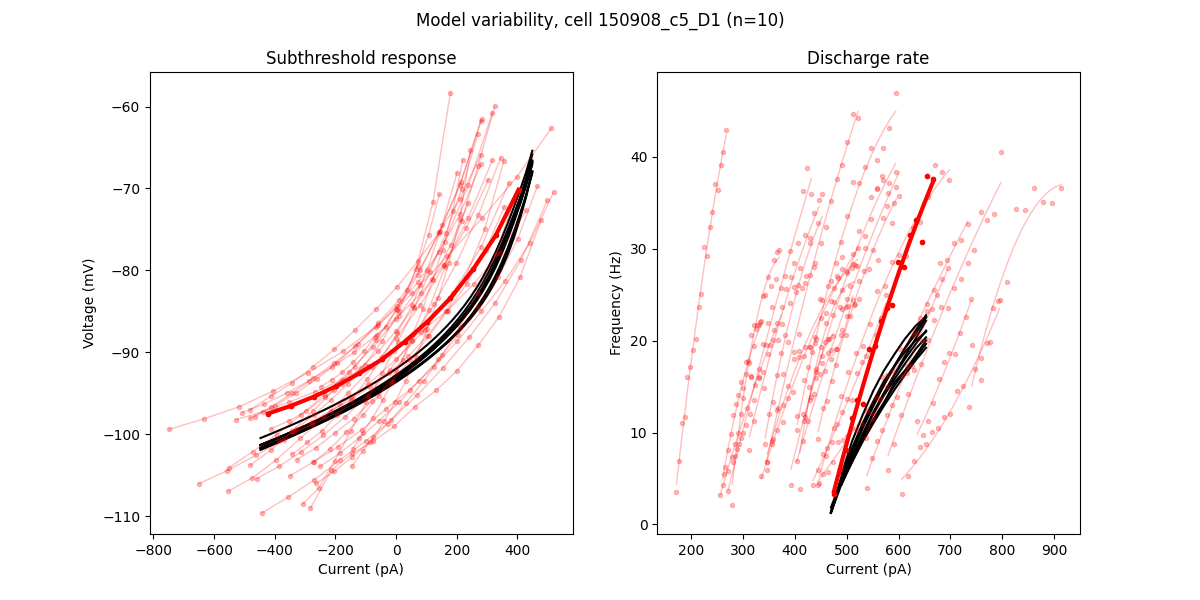 Model variability, cell 150908_c5_D1 (n=10)
Subthreshold response
Discharge rate
−60
−70
−80
−90
−100
−110
Voltage (mV)
−800 −600 −400 −200 0 200 400
Current (pA)
40
30
20
10
0
Frequency (Hz)
200 300 400 500 600 700 800 900
Current (pA)